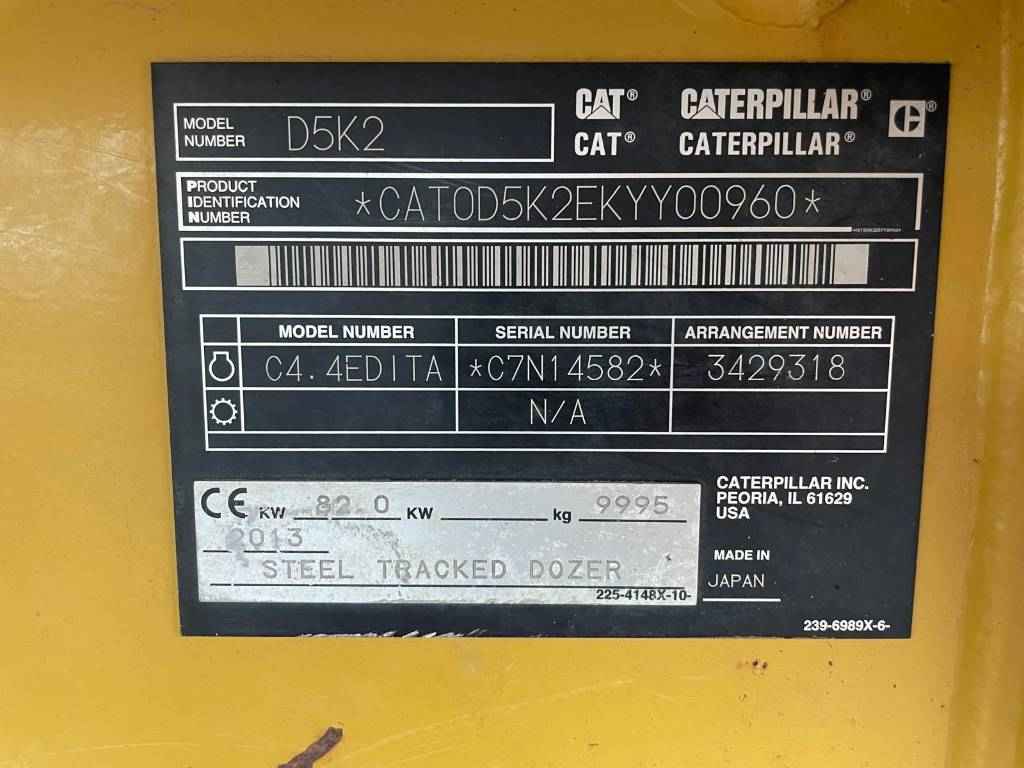 MODEL NUMBER D5K2
CAT® CATERPILLAR®
CAT® CATERPILLAR®
PRODUCT IDENTIFICATION NUMBER *CAT0D5K2EKYY00960*
MODEL NUMBER SERIAL NUMBER ARRANGEMENT NUMBER
C4.4EDITA *C7N14582* 3429318
N/A
CE KW 82.0 KW kg 9995
2013
STEEL TRACKED DOZER
225-4148X-10-
CATERPILLAR INC.
PEORIA, IL 61629
USA
MADE IN
JAPAN
239-6989X-6-